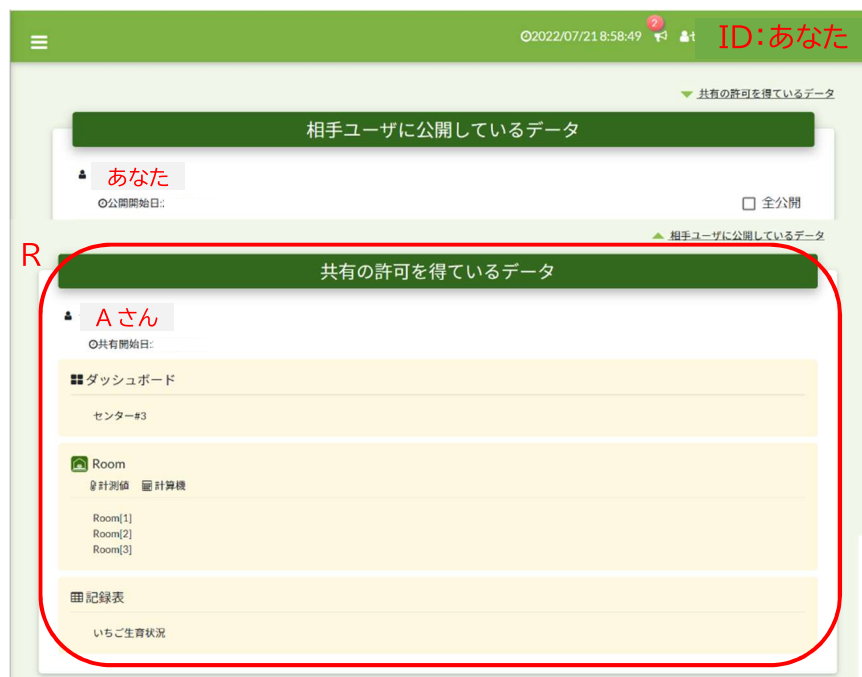 2022/07/21 8:58:49
2
ID：あなた
共有の許可を得ているデータ
相手ユーザに公開しているデータ
あなた
公開開始日:
全公開
相手ユーザに公開しているデータ
R
共有の許可を得ているデータ
Aさん
共有開始日:
ダッシュボード
センター#3
Room
計測値 計算機
Room[1]
Room[2]
Room[3]
記録表
いちご生育状況